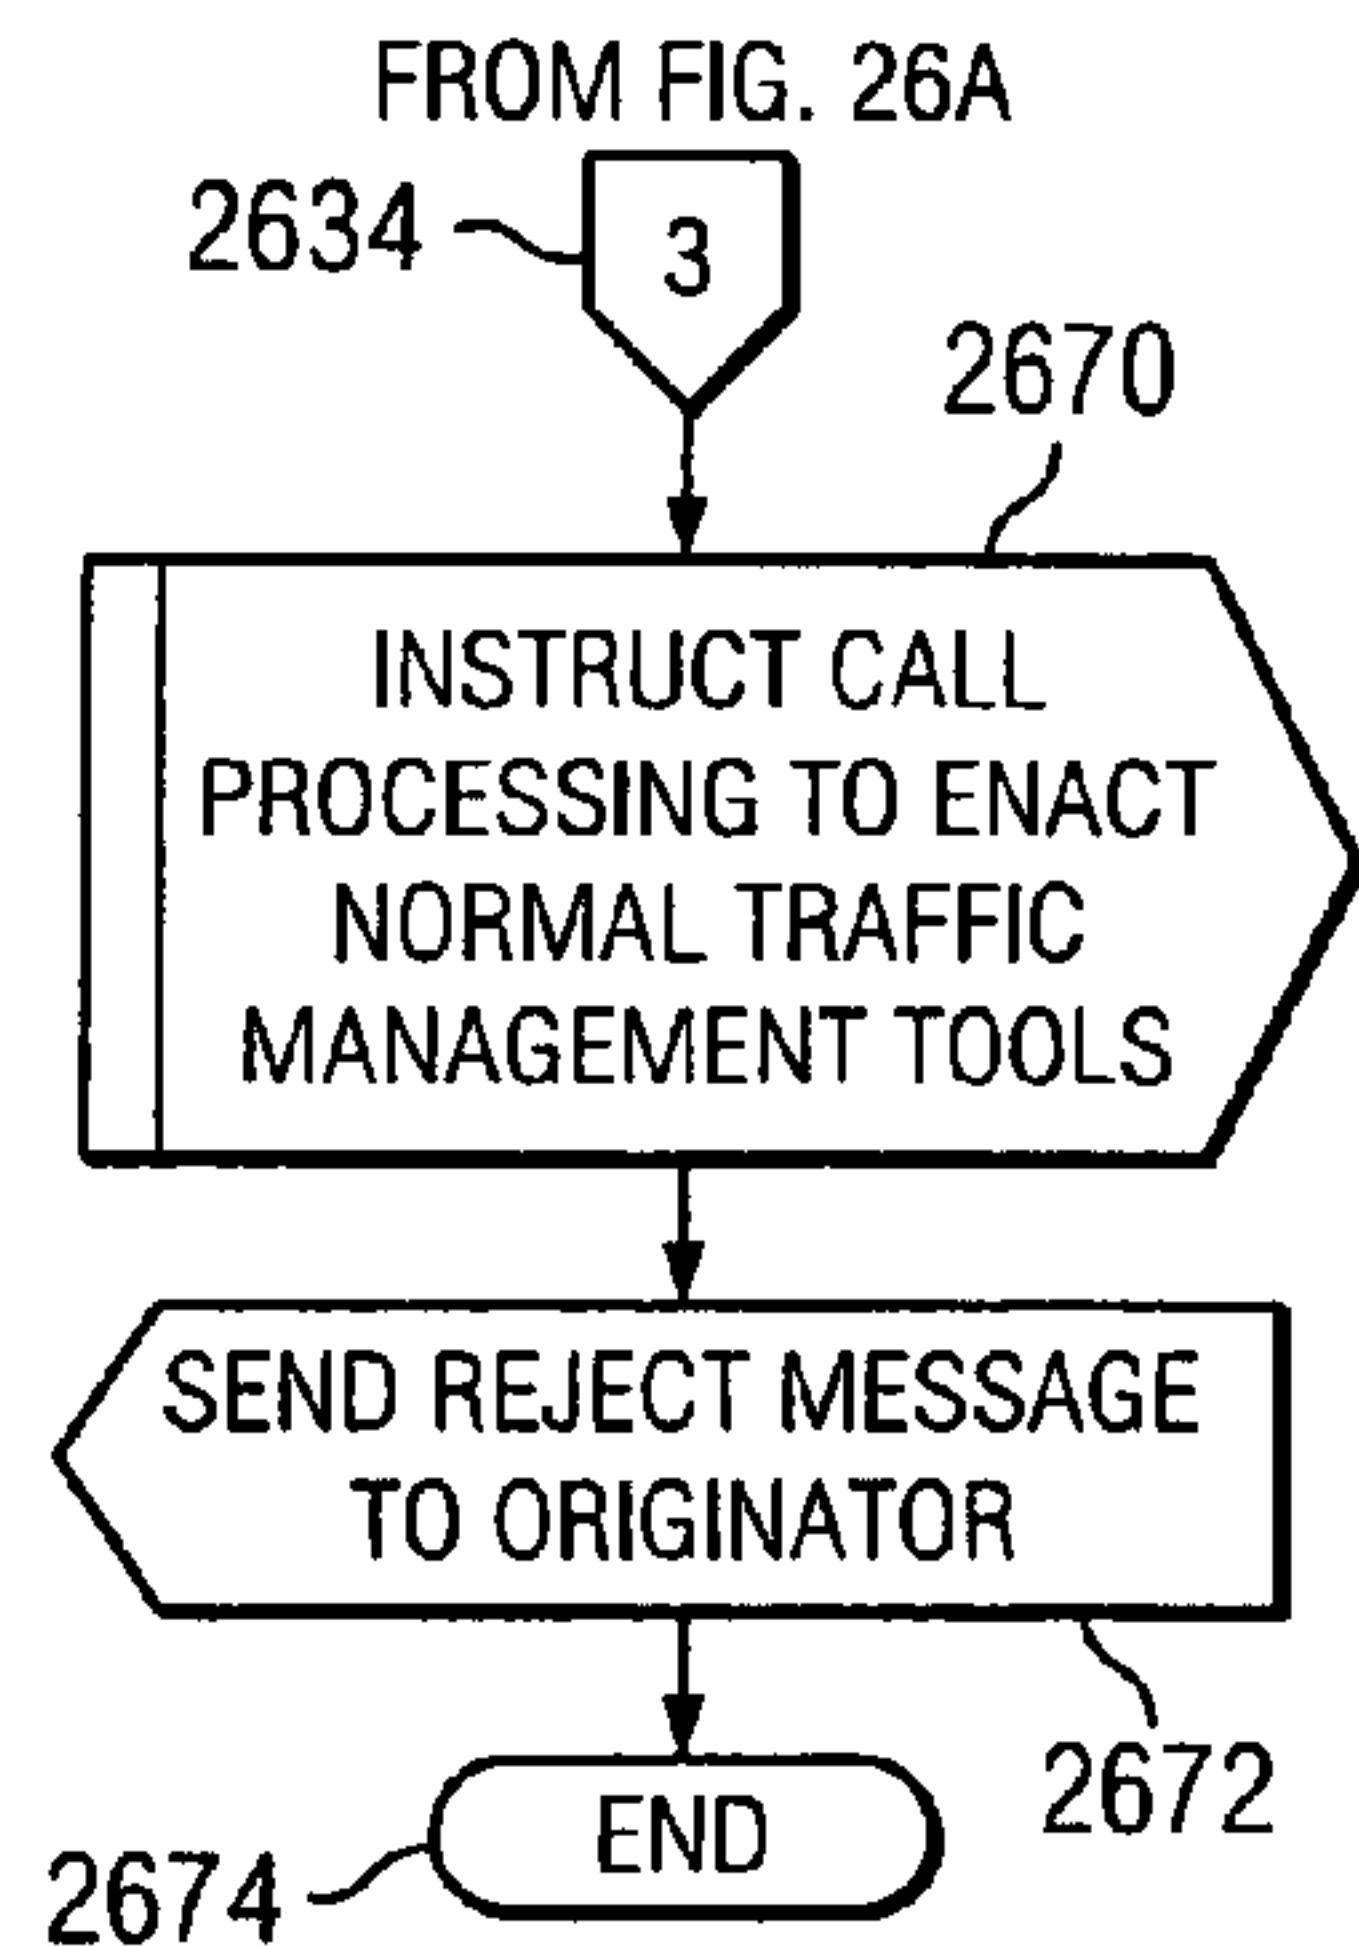 FROM FIG. 26A
2634
3
2670
INSTRUCT CALL
PROCESSING TO ENACT
NORMAL TRAFFIC
MANAGEMENT TOOLS
SEND REJECT MESSAGE
TO ORIGINATOR
2672
END
2674